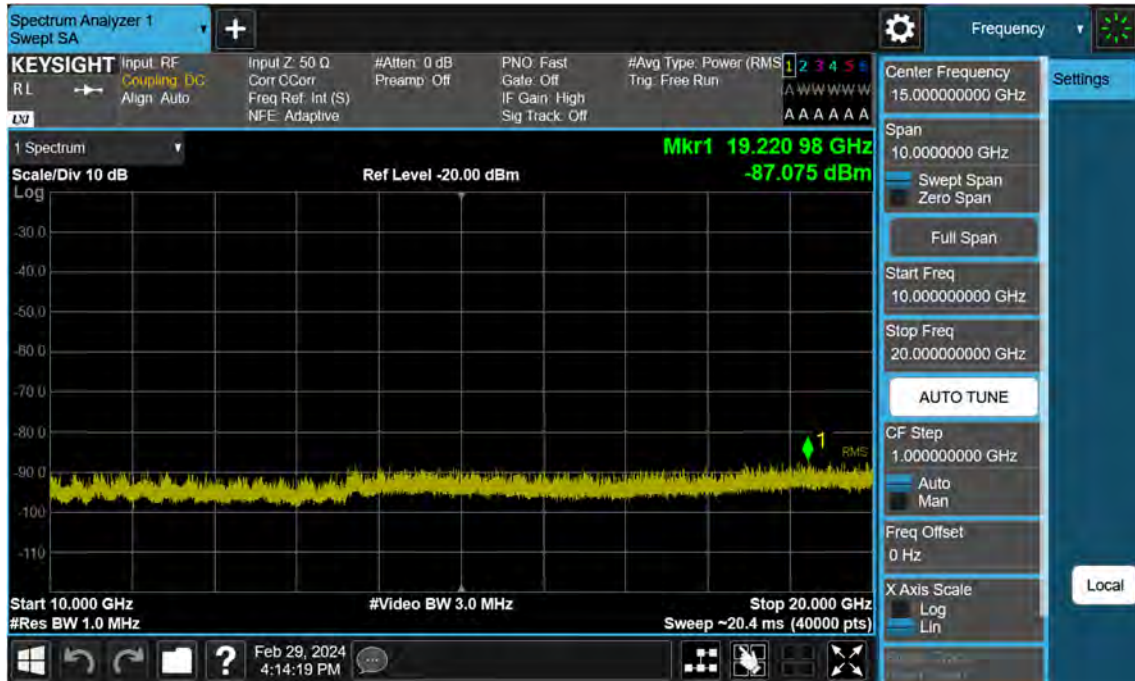 Spectrum Analyzer 1
Swept SA
+
Frequency
KEYSIGHT
R L
LXI
Input: RF
Coupling: DC
Align: Auto
Input Z: 50 Ω
Corr CCorr
Freq Ref: Int (S)
NFE: Adaptive
#Atten: 0 dB
Preamp: Off
PNO: Fast
Gate: Off
IF Gain: High
Sig Track: Off
#Avg Type: Power (RMS
Trig: Free Run
1 2 3 4 5 6
A W W W W W
A A A A A A
1 Spectrum
Scale/Div 10 dB
Ref Level -20.00 dBm
Mkr1 19.220 98 GHz
-87.075 dBm
Log
-30.0
-40.0
-50.0
-60.0
-70.0
-80.0
-90.0
-100
-110
1
RMS
Start 10.000 GHz
#Video BW 3.0 MHz
Stop 20.000 GHz
#Res BW 1.0 MHz
Sweep ~20.4 ms (40000 pts)
?
Feb 29, 2024
4:14:19 PM
Center Frequency
15.000000000 GHz
Settings
Span
10.0000000 GHz
Swept Span
Zero Span
Full Span
Start Freq
10.000000000 GHz
Stop Freq
20.000000000 GHz
AUTO TUNE
CF Step
1.000000000 GHz
Auto
Man
Freq Offset
0 Hz
X Axis Scale
Log
Lin
Local